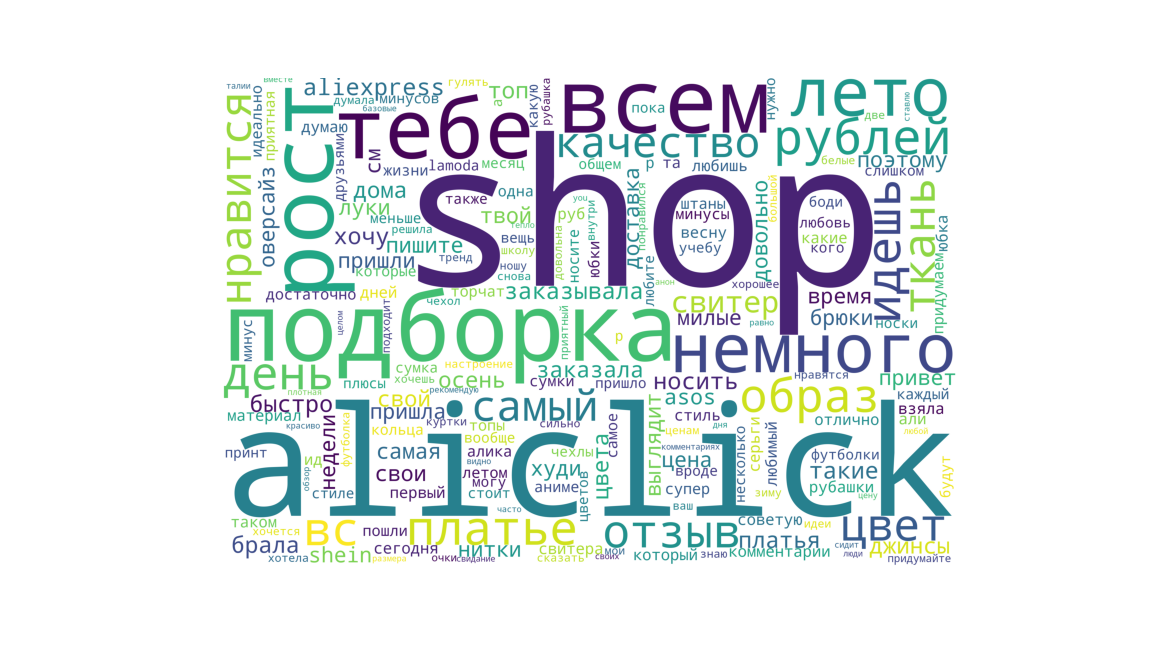 талии
вместе
aliexpress
гулять
топ
всем
лето
нравится
идеально
приятная
рост
думала
минусов
базовые
а
какую
рубашка
пока
нужно
две
ставлю
думаю
тебе
качество
рублей
см
жизни
lamoda
месяц
общем
р
та
любишь
белые
поэтому
слишком
друзьями
оверсайз
дома
также
shop
одна
you
штаны
минусы
весну
учебу
большой
боди
любовь
какие
кого
идешь
ткань
юбка
луки
меньше
решила
твой
тепло
руб
внутри
понравился
доставка
довольно
хочу
пишите
вещь
школу
пришли
которые
тренд
ношу
снова
довольна
носите
юбки
любите
внон
хорошее
придумаем
достаточно
дней
торчат
заказывала
свитер
время
чехол
милые
брюки
носки
минус
подборка
целом
подходит
приятный
р
равно
немного
день
плюсы
сумка
хочешь
настроение
осень
рекомендую
заказала
сумки
пришло
носить
нравятся
привет
плотная
быстро
свой
самый
asos
образ
каждый
материал
красиво
пришла
куртки
стиль
взяла
недели
футболка
кольца
топы
сильно
самое
выглядит
ценам
дня
отлично
али
любой
aliclick
принт
ид
обзор
самая
вообще
алика
чехлы
цвета
комментариях
цена
вроде
несколько
серьги
любимый
футболки
такие
свои
видно
летом
могу
худи
стиле
первый
стоит
аниме
цветов
супер
зиму
рубашки
цену
будут
часто
ваш
таком
хочется
вс
пошли
платье
отзыв
советую
идеи
цвет
брала
сегодня
нитки
свитера
мои
который
знаю
платья
комментарии
сидит
люди
джинсы
хотела
shein
размера
очки
свидание
сказать
своих
придумайте